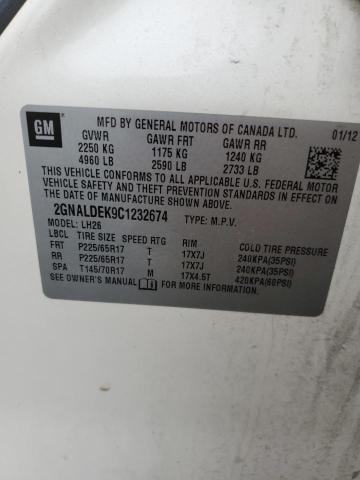 GM
MFD BY GENERAL MOTORS OF CANADA LTD. 01/12
GVWR GAWR FRT GAWR RR
2250 KG 1175 KG 1240 KG
4960 LB 2590 LB 2733 LB
THIS VEHICLE CONFORMS TO ALL APPLICABLE U.S. FEDERAL MOTOR
VEHICLE SAFETY AND THEFT PREVENTION STANDARDS IN EFFECT ON
THE DATE OF MANUFACTURE SHOWN ABOVE.
2GNALDEK9C1232674 TYPE: M.P.V.
MODEL: LH26
LBCL TIRE SIZE SPEED RTG RIM COLD TIRE PRESSURE
FRT P225/65R17 T 17X7J 240KPA(35PSI)
RR P225/65R17 T 17X7J 240KPA(35PSI)
SPA T145/70R17 M 17X4.5T 420KPA(60PSI)
SEE OWNER'S MANUAL FOR MORE INFORMATION